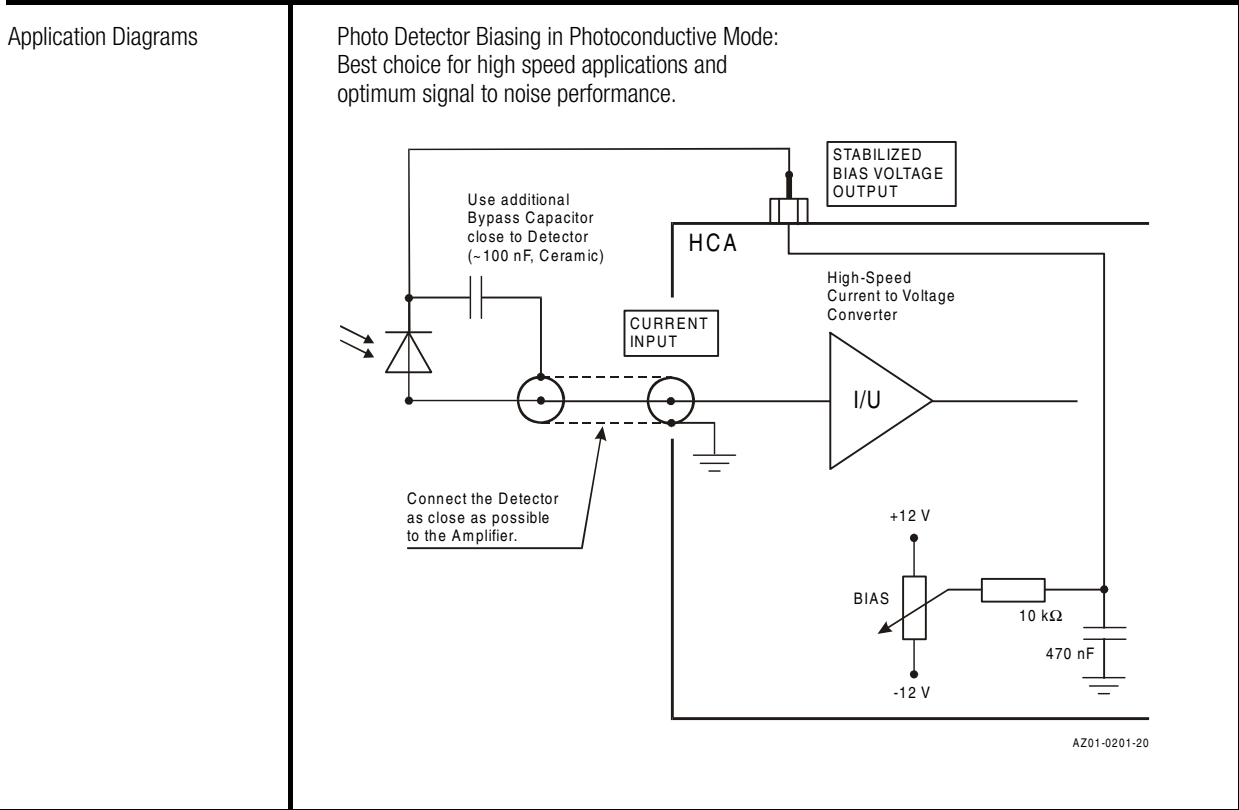 Application Diagrams
Photo Detector Biasing in Photoconductive Mode:
Best choice for high speed applications and
optimum signal to noise performance.
STABILIZED
BIAS VOLTAGE
OUTPUT
Use additional
Bypass Capacitor
close to Detector
(~100 nF, Ceramic)
HCA
High-Speed
Current to Voltage
Converter
CURRENT
INPUT
I/U
Connect the Detector
as close as possible
to the Amplifier.
+12 V
BIAS
10 kΩ
470 nF
-12 V
AZ01-0201-20